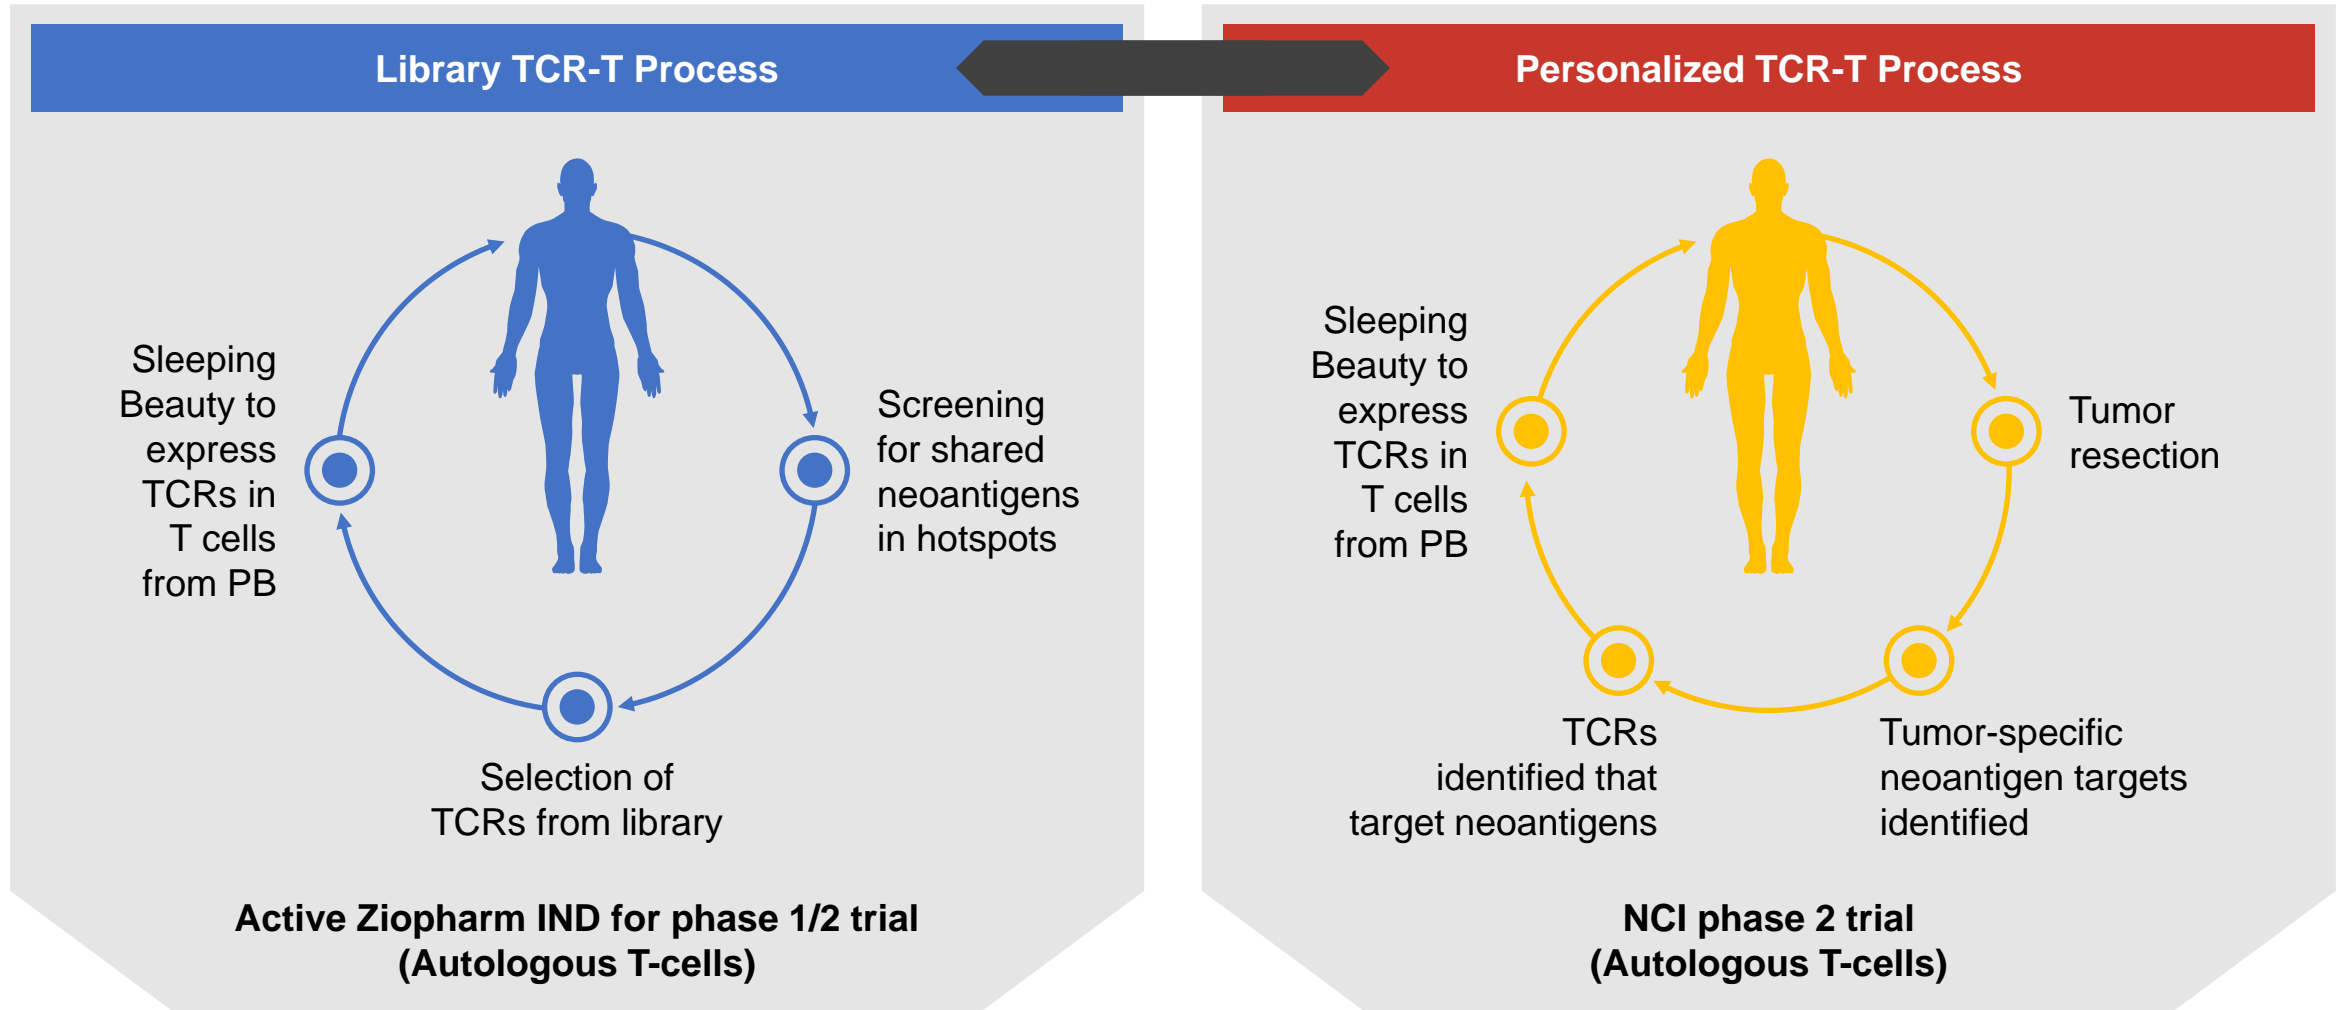 Library TCR-T Process
Sleeping
Beauty to
express
TCRs in
T cells
from PB
Screening
for shared
neoantigens
in hotspots
Selection of
TCRs from library
Active Ziopharm IND for phase 1/2 trial
(Autologous T-cells)
Personalized TCR-T Process
Sleeping
Beauty to
express
TCRs in
T cells
from PB
Tumor
resection
TCRs
identified that
target neoantigens
Tumor-specific
neoantigen targets
identified
NCI phase 2 trial
(Autologous T-cells)